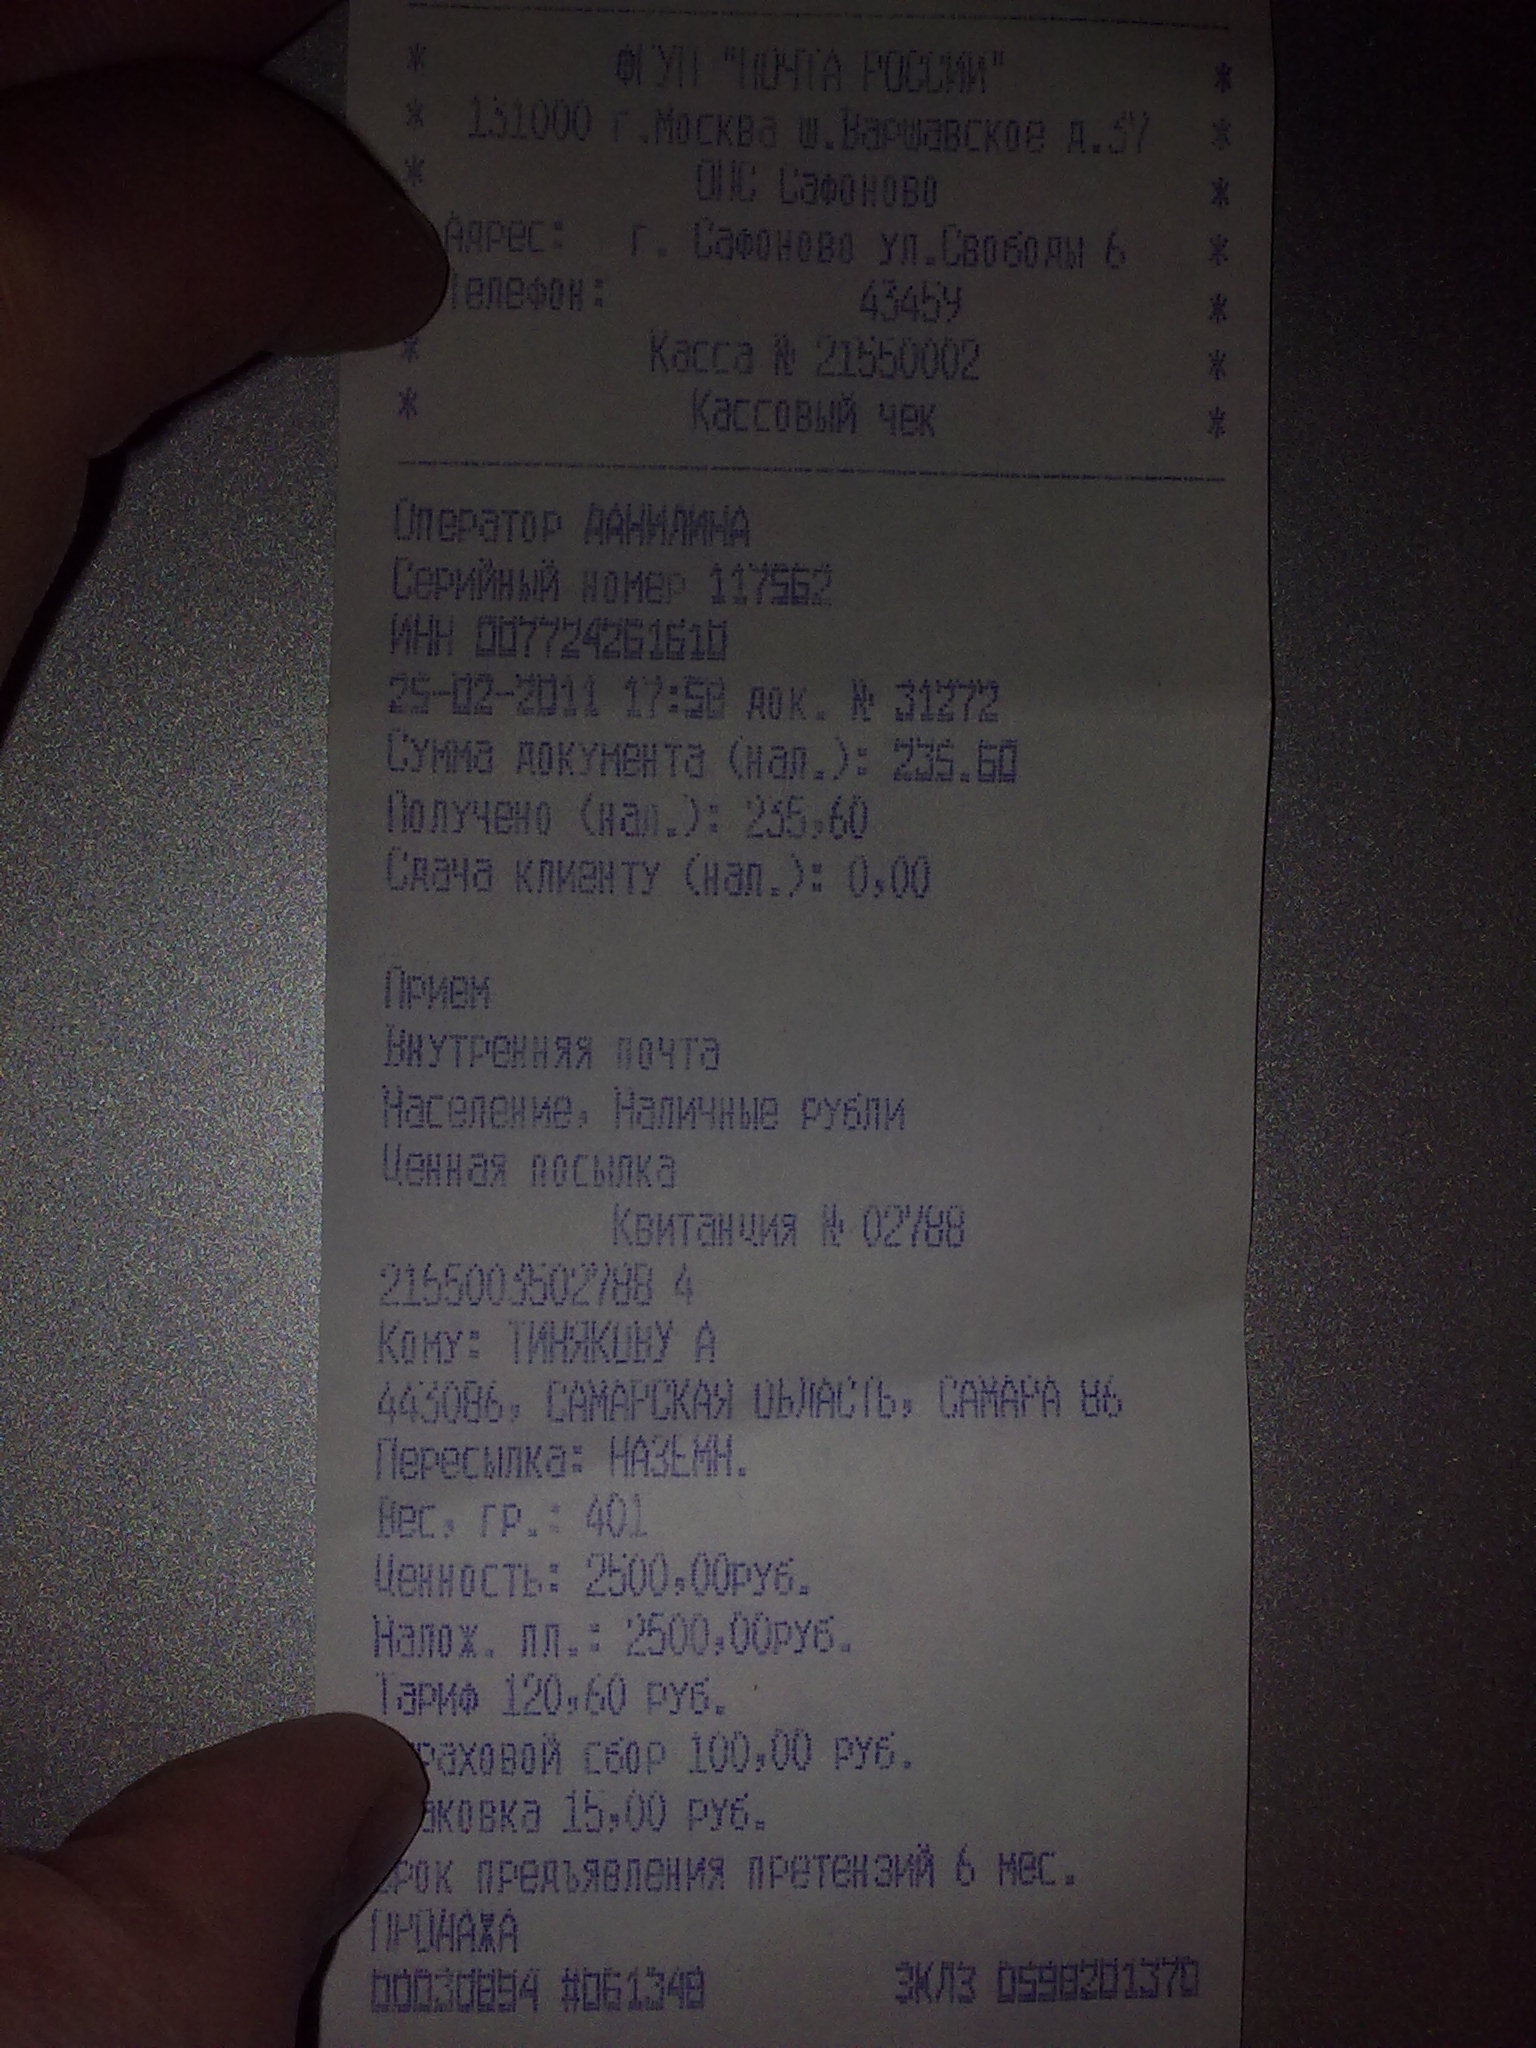 * ФГУП "ПОЧТА РОССИИ" *
* 131000 г.Москва ш.Варшавское д.37 *
* ОПС Сафоново *
Адрес: г. Сафоново ул.Свободы 6 *
Телефон: 43459 *
* Касса № 21550002 *
* Кассовый чек *
Оператор ДАНИЛИНА
Серийный номер 117562
ИНН 007724261610
25-02-2011 17:58 док. № 31272
Сумма документа (нал.): 235.60
Получено (нал.): 235,60
Сдача клиенту (нал.): 0,00
Прием
Внутренняя почта
Население, Наличные рубли
Ценная посылка
Квитанция № 02788
2155003502788 4
Кому: ТИНЯКОВУ А
443086, САМАРСКАЯ ОБЛАСТЬ, САМАРА 86
Пересылка: НАЗЕМН.
Вес, гр.: 401
Ценность: 2500,00руб.
Налож. пл.: 2500,00руб.
Тариф 120,60 руб.
траховой сбор 100,00 руб.
аковка 15,00 руб.
Срок предъявления претензий 6 мес.
ПРОДАЖА
00030894 #061348 ЭКЛЗ 0598201370